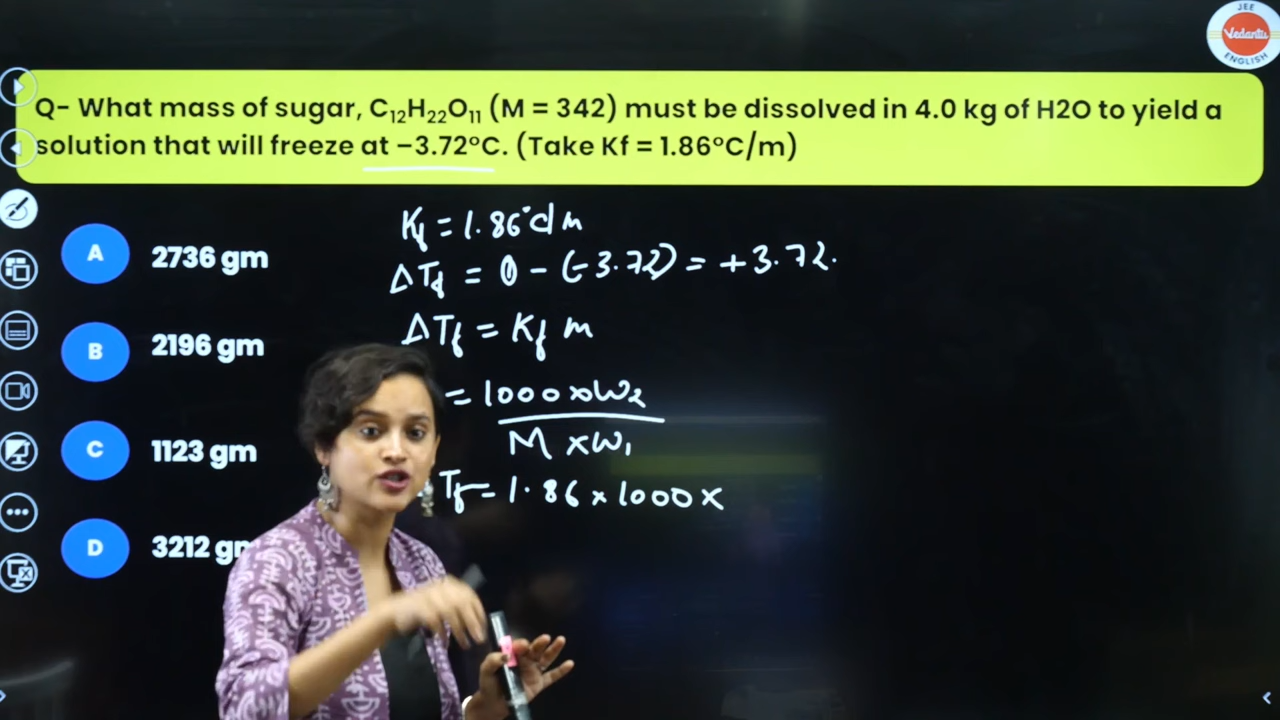 JEE
Vedantu
ENGLISH
Q- What mass of sugar, C₁₂H₂₂O₁₁ (M = 342) must be dissolved in 4.0 kg of H2O to yield a
solution that will freeze at −3.72°C. (Take Kf = 1.86°C/m)
A 2736 gm
B 2196 gm
C 1123 gm
D 3212 gm
Kf = 1.86°C/m
ΔTf = 0 - (-3.72) = +3.72.
ΔTf = Kf m
= 1000 × W₂
M × W₁
Tf = 1.86 × 1000 ×